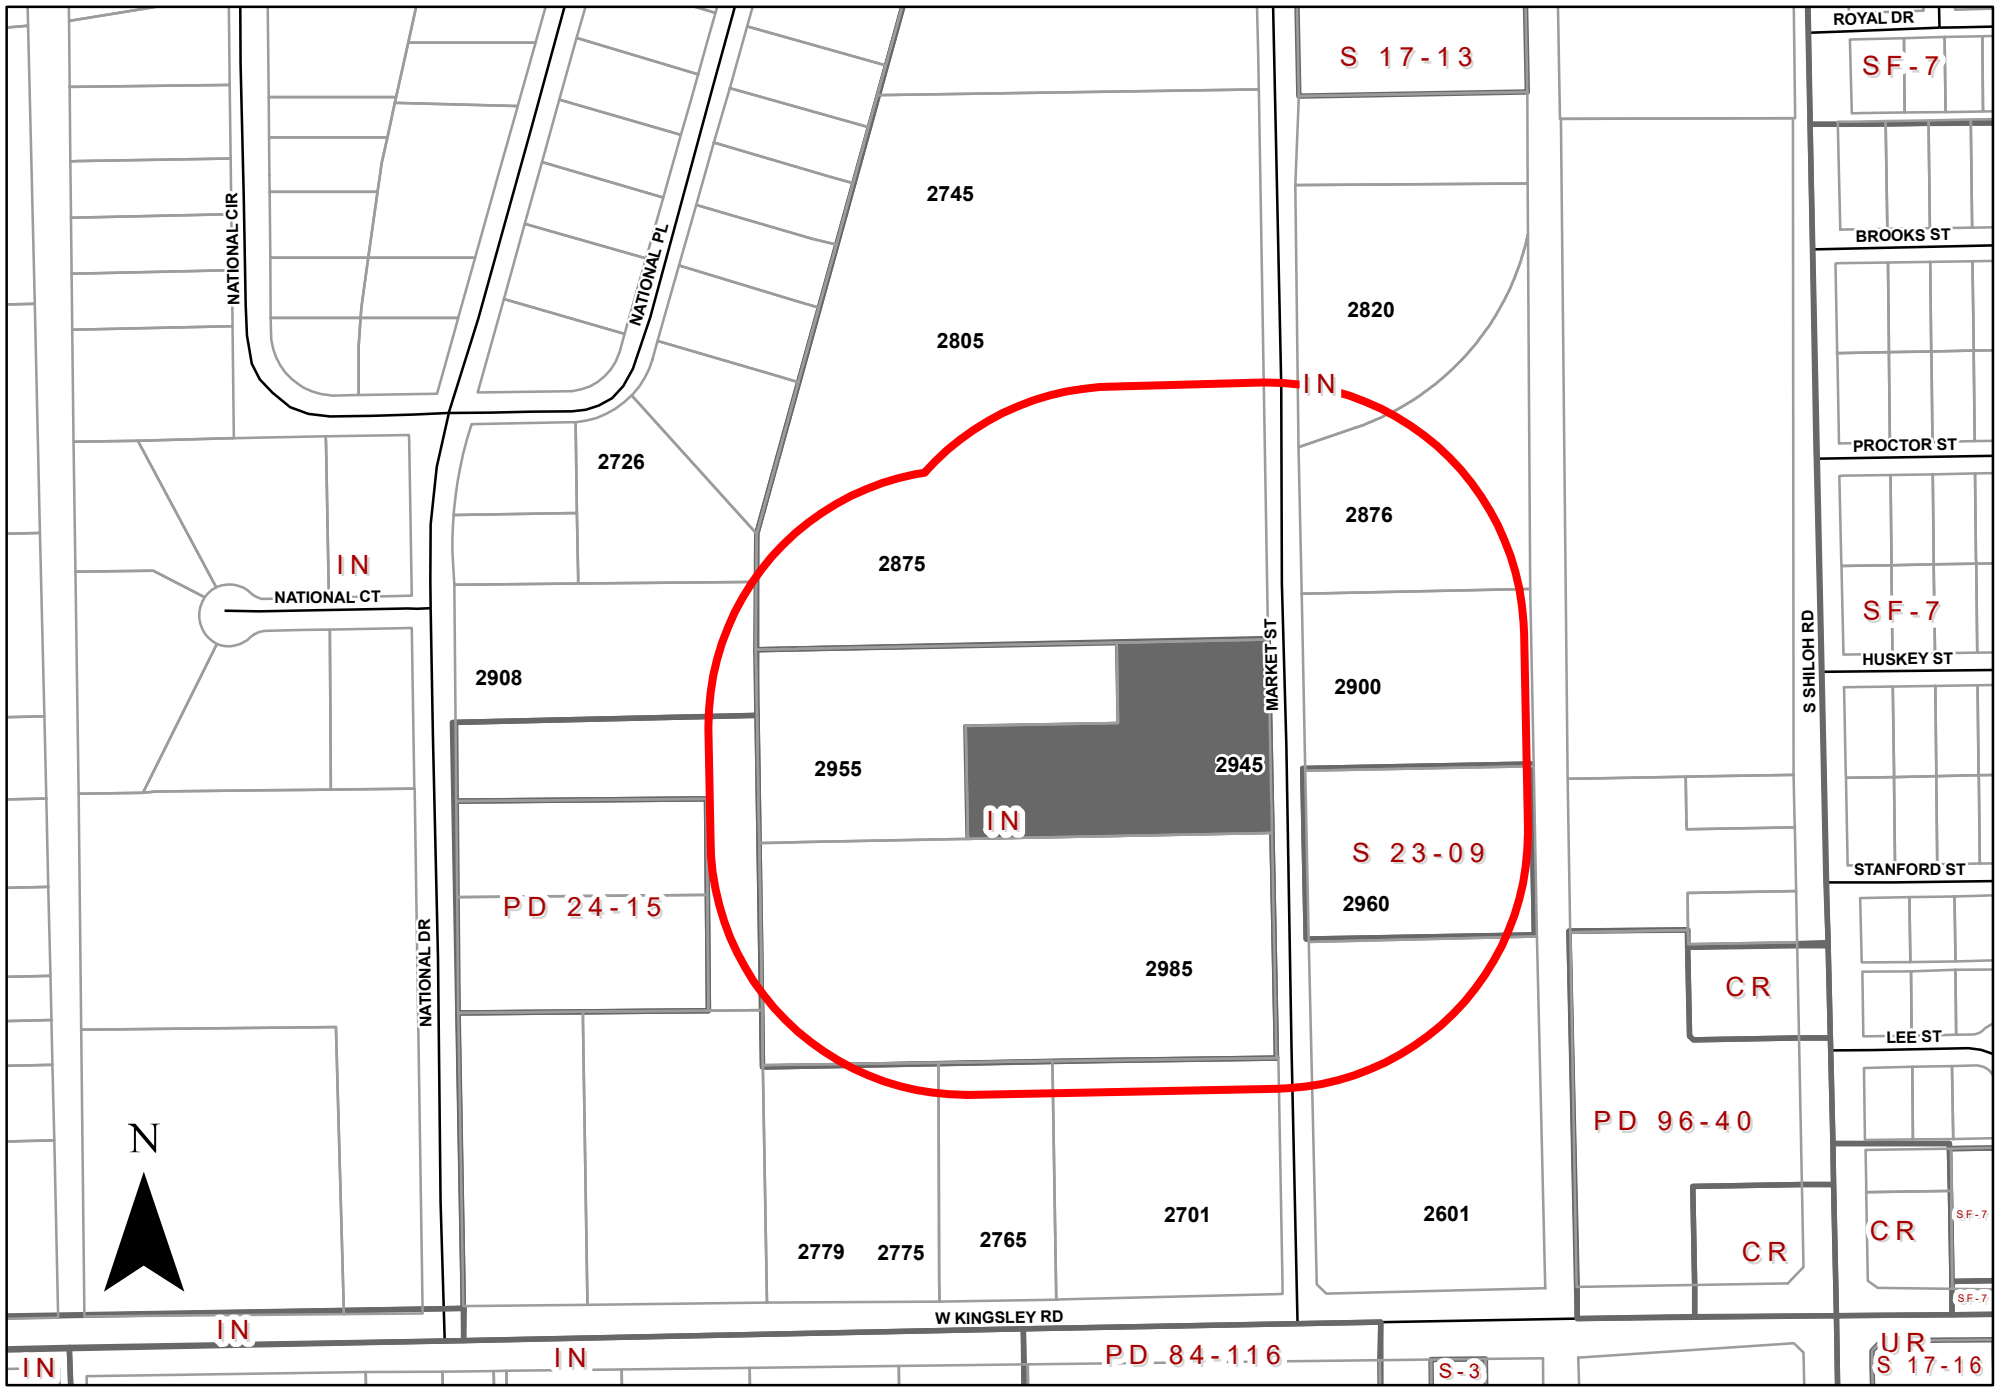 ROYAL DR
S 17-13
SF-7
2745
NATIONAL CIR
BROOKS ST
NATIONAL PL
2820
2805
IN
PROCTOR ST
2726
2876
2875
IN
NATIONAL CT
SF-7
HUSKEY ST
MARKET ST
S SHILOH RD
2908
2900
2955
2945
IN
S 23-09
STANFORD ST
PD 24-15
2960
NATIONAL DR
2985
CR
LEE ST
PD 96-40
N
2701
2601
SF-7
2779
2775
2765
CR
CR
SF-7
W KINGSLEY RD
IN
UR
PD 84-116
IN
IN
S-3
S 17-16